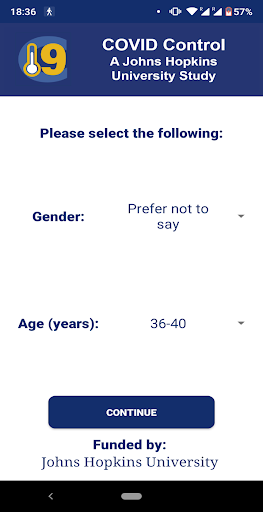 18:36
57%
9
COVID Control
A Johns Hopkins
University Study
Please select the following:
Gender:
Prefer not to
say
Age (years):
36-40
CONTINUE
Funded by:
Johns Hopkins University